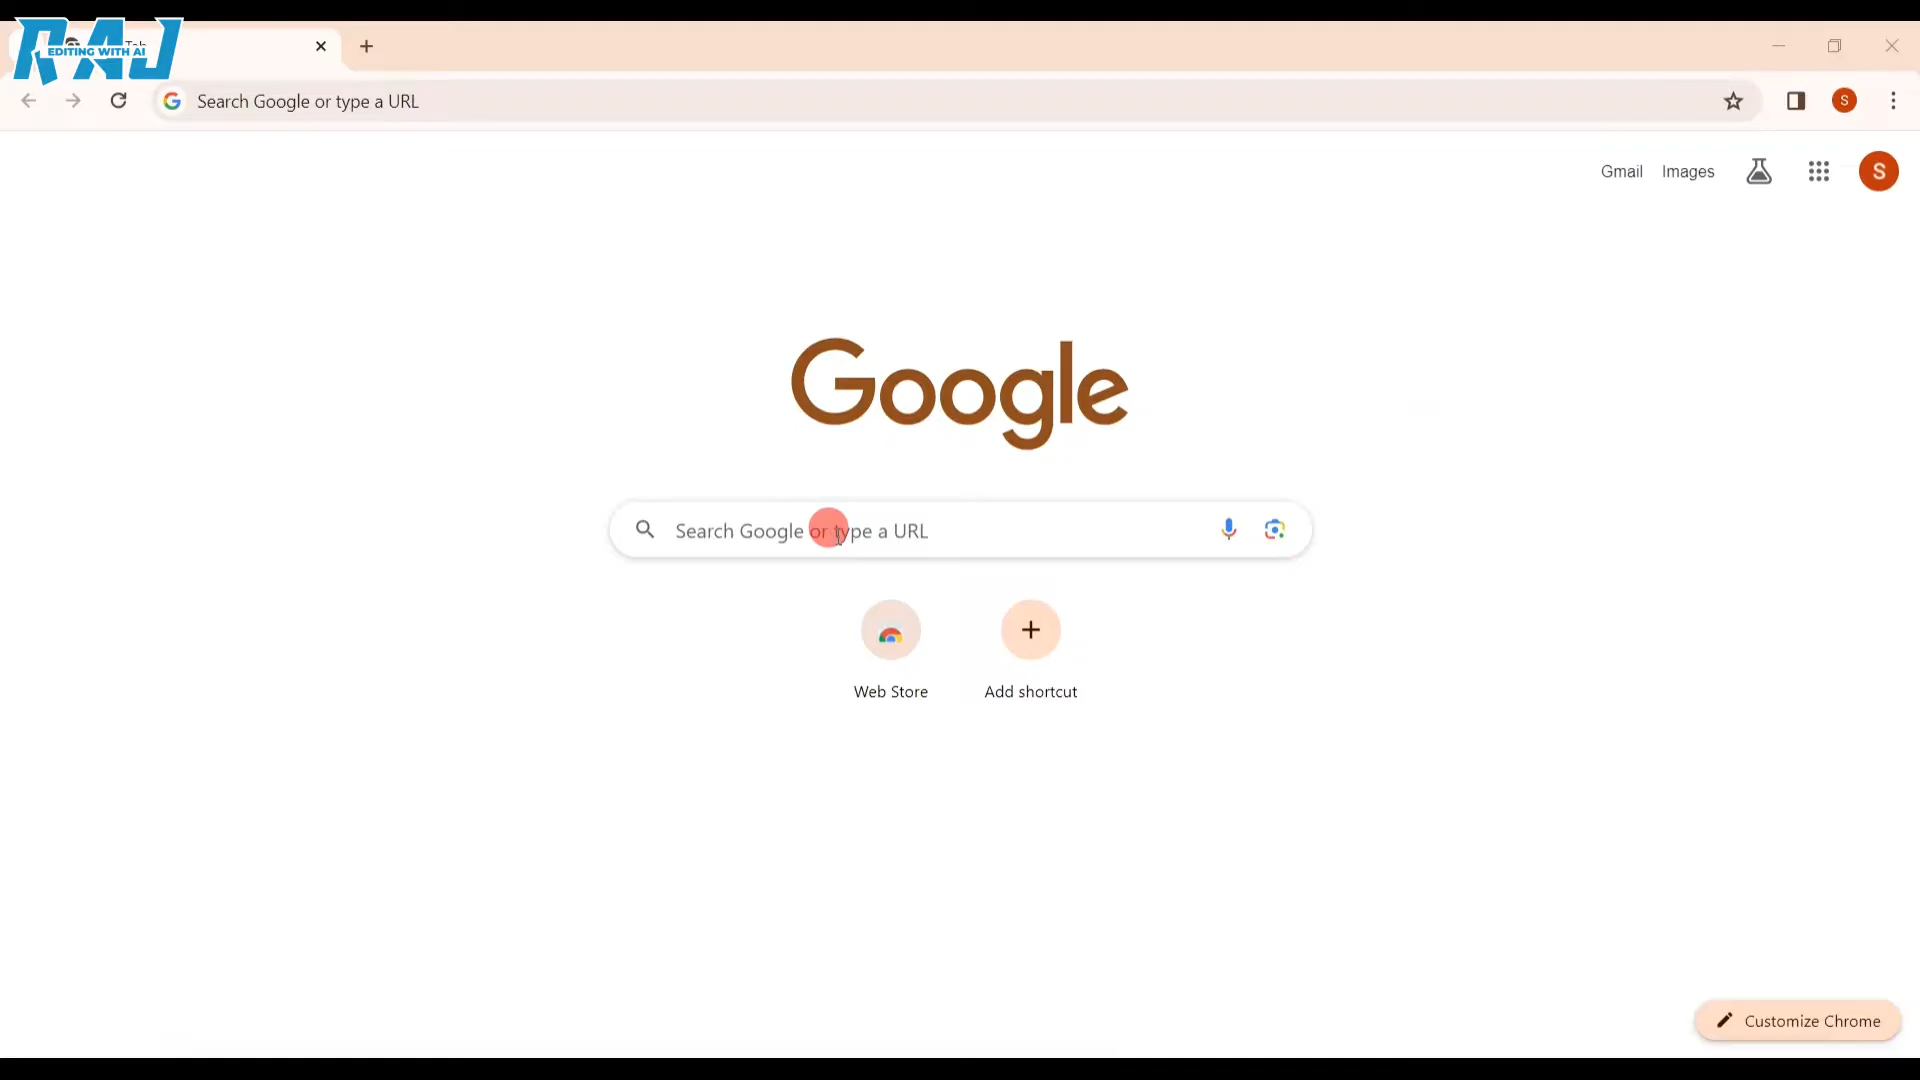 RAJ
EDITING WITH AI
Search Google or type a URL
S
Gmail
Images
S
Google
Search Google or type a URL
Web Store
Add shortcut
Customize Chrome